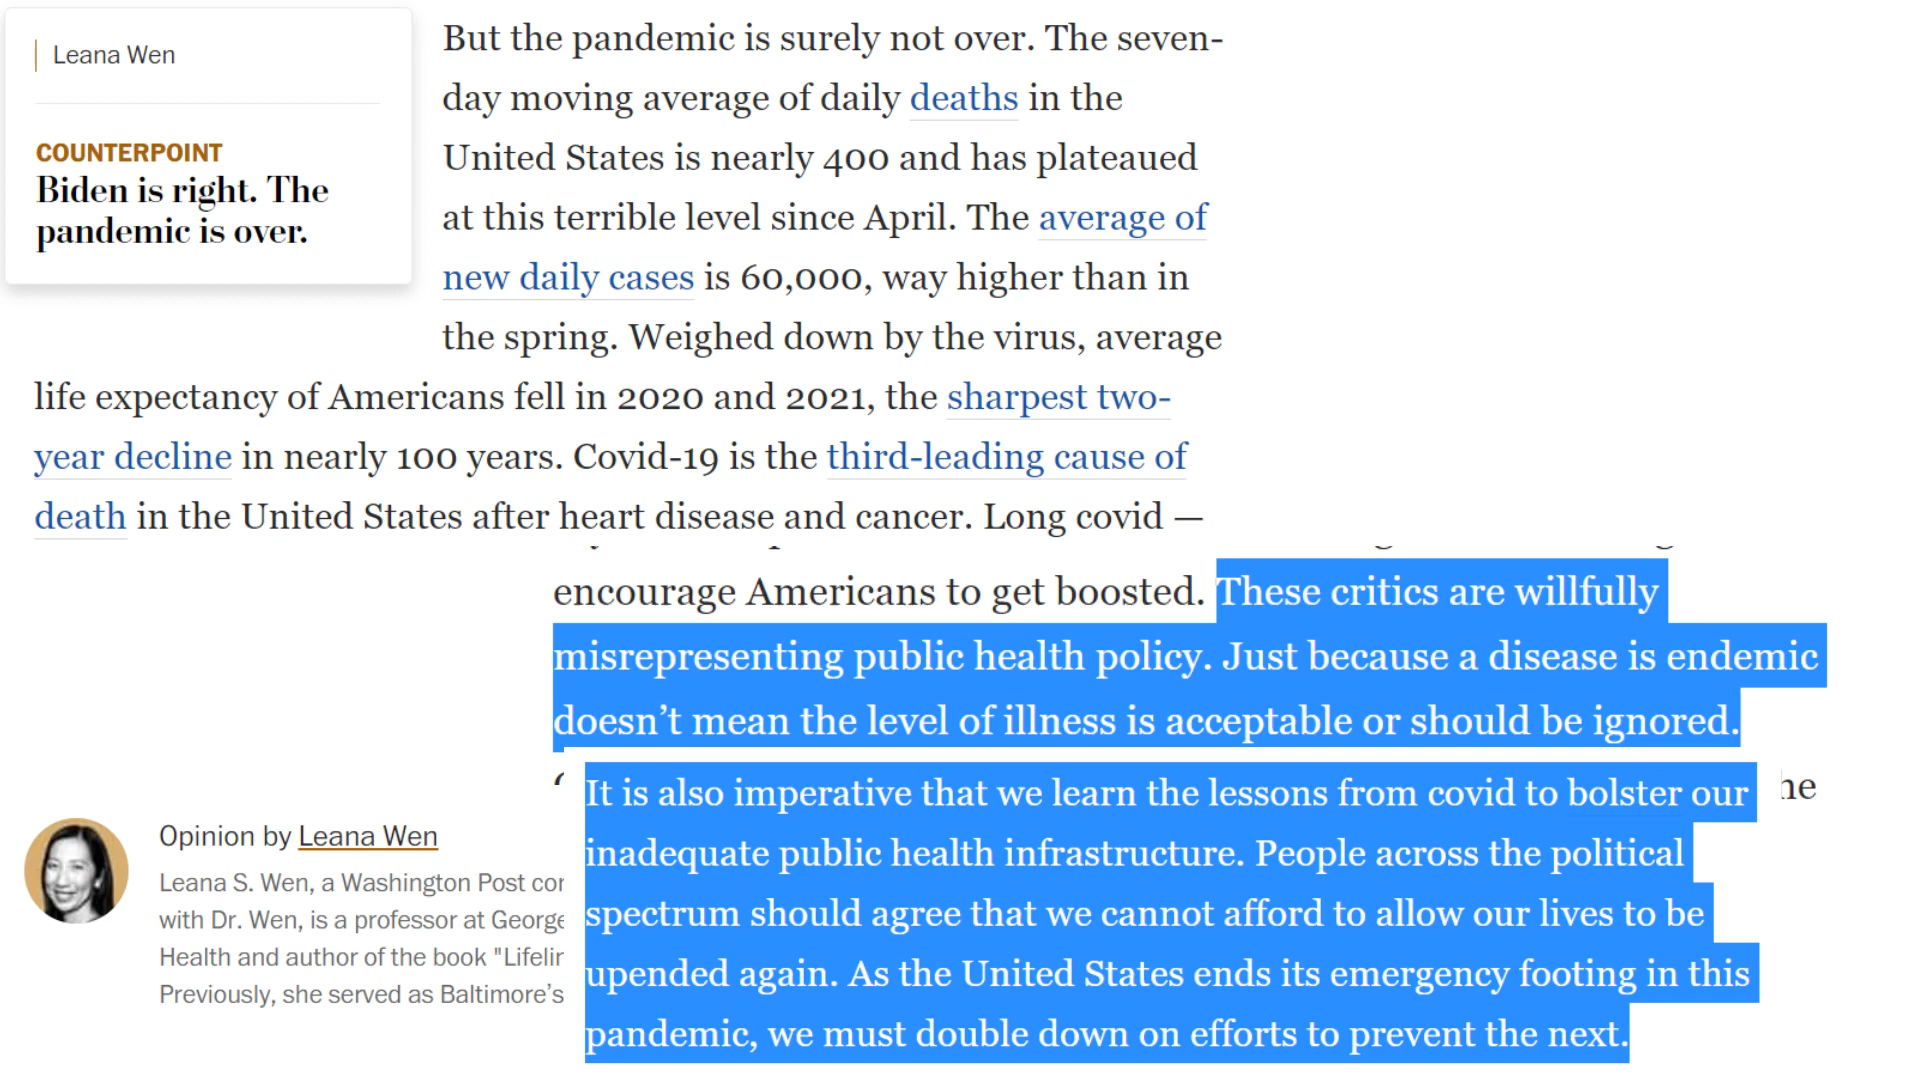 Leana Wen
COUNTERPOINT
Biden is right. The
pandemic is over.
But the pandemic is surely not over. The seven-
day moving average of daily deaths in the
United States is nearly 400 and has plateaued
at this terrible level since April. The average of
new daily cases is 60,000, way higher than in
the spring. Weighed down by the virus, average
life expectancy of Americans fell in 2020 and 2021, the sharpest two-
year decline in nearly 100 years. Covid-19 is the third-leading cause of
death in the United States after heart disease and cancer. Long covid —
encourage Americans to get boosted. These critics are willfully
misrepresenting public health policy. Just because a disease is endemic
doesn’t mean the level of illness is acceptable or should be ignored.
It is also imperative that we learn the lessons from covid to bolster our
inadequate public health infrastructure. People across the political
spectrum should agree that we cannot afford to allow our lives to be
upended again. As the United States ends its emergency footing in this
pandemic, we must double down on efforts to prevent the next.
Opinion by Leana Wen
Leana S. Wen, a Washington Post
with Dr. Wen, is a professor at George
Health and author of the book
Previously, she served as Baltimore’s